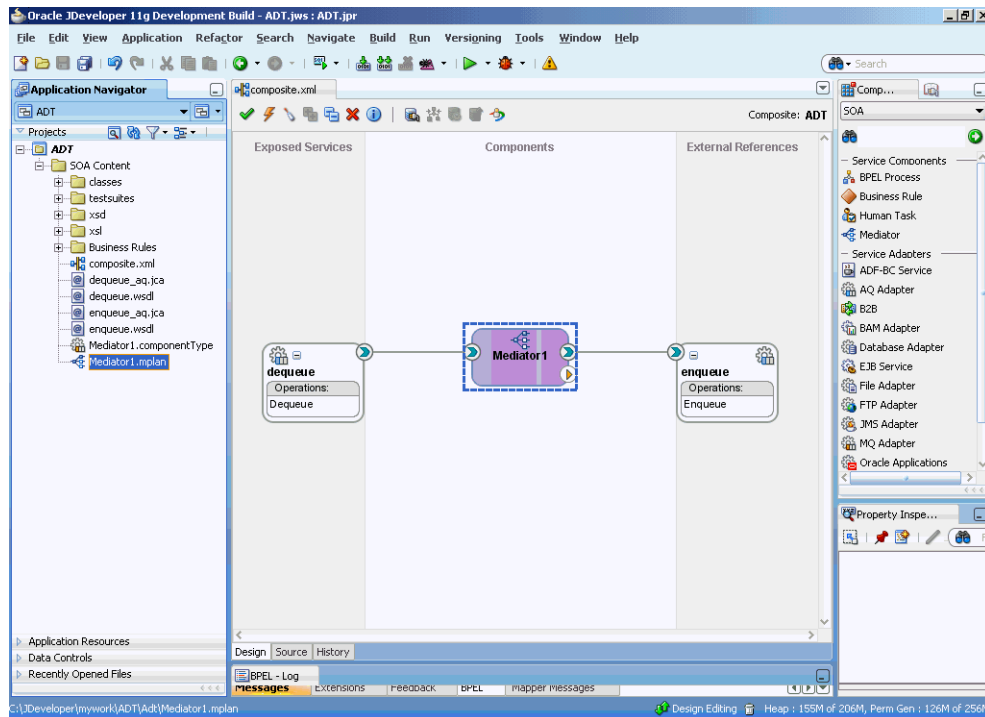 Oracle JDeveloper 11g Development Build - ADT.jws : ADT.jpr
File Edit View Application Refactor Search Navigate Build Run Versioning Tools Window Help
Search
Application Navigator
composite.xml
Comp...
ADT
Composite: ADT
SOA
Projects
ADT
SOA Content
classes
testsuites
xsd
xsl
Business Rules
composite.xml
dequeue_aq.jca
dequeue.wsdl
enqueue_aq.jca
enqueue.wsdl
Mediator1.componentType
Mediator1.mplan
Application Resources
Data Controls
Recently Opened Files
Exposed Services
Components
External References
dequeue
Operations:
Dequeue
Mediator1
enqueue
Operations:
Enqueue
Design Source History
BPEL - Log
Messages Extensions Feedback BPEL Mapper Messages
Service Components
BPEL Process
Business Rule
Human Task
Mediator
Service Adapters
ADF-BC Service
AQ Adapter
B2B
BAM Adapter
Database Adapter
EJB Service
File Adapter
FTP Adapter
JMS Adapter
MQ Adapter
Oracle Applications
Property Inspe...
C:\JDeveloper\mywork\ADT\Adt\Mediator1.mplan
Design Editing Heap : 155M of 206M, Perm Gen : 126M of 256M